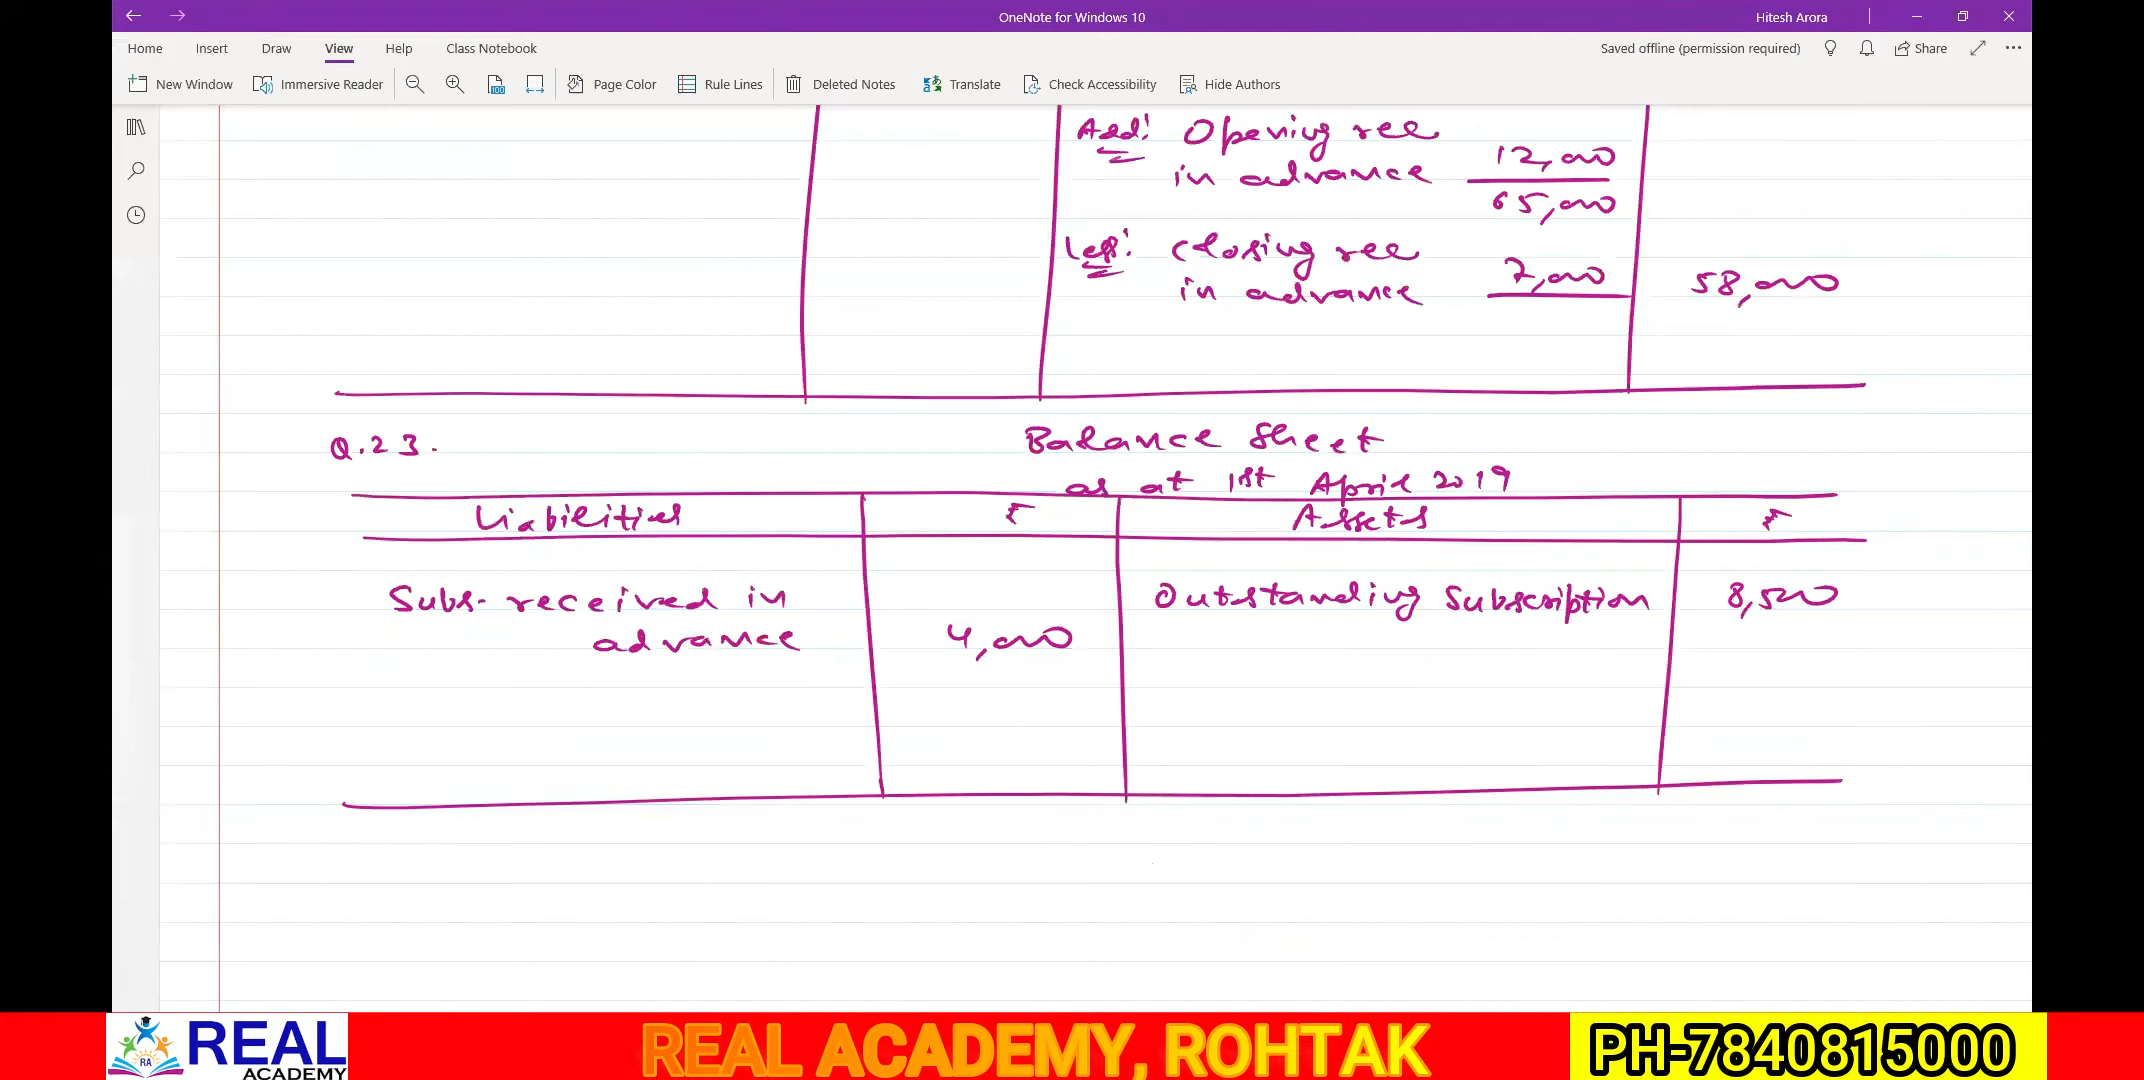 OneNote for Windows 10
Hitesh Arora
Home Insert Draw View Help Class Notebook
Saved offline (permission required) Share
New Window Immersive Reader Page Color Rule Lines Deleted Notes Translate Check Accessibility Hide Authors
Add: Opening rec
in advance 12,000
65,000
Less: Closing rec
in advance 7,000 58,000
Q.23. Balance Sheet
as at 1st April 2019
Liabilities ₹ Assets ₹
Subs. received in Outstanding Subscription 8,500
advance 4,000
RA REAL
ACADEMY
REAL ACADEMY, ROHTAK
PH-7840815000